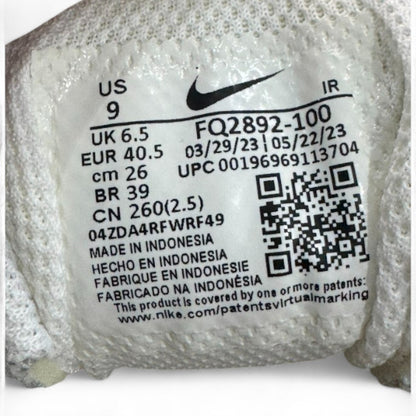 US IR
9
UK 6.5 FQ2892-100
EUR 40.5 03/29/23 | 05/22/23
cm 26 UPC 00196969113704
BR 39
CN 260(2.5)
04ZDA4RFWRF49
MADE IN INDONESIA
HECHO EN INDONESIA
FABRIQUE EN INDONESIE
FABRICADO NA INDONÉSIA
This product is covered by one or more patents:
www.nike.com/patentsvirtualmarking